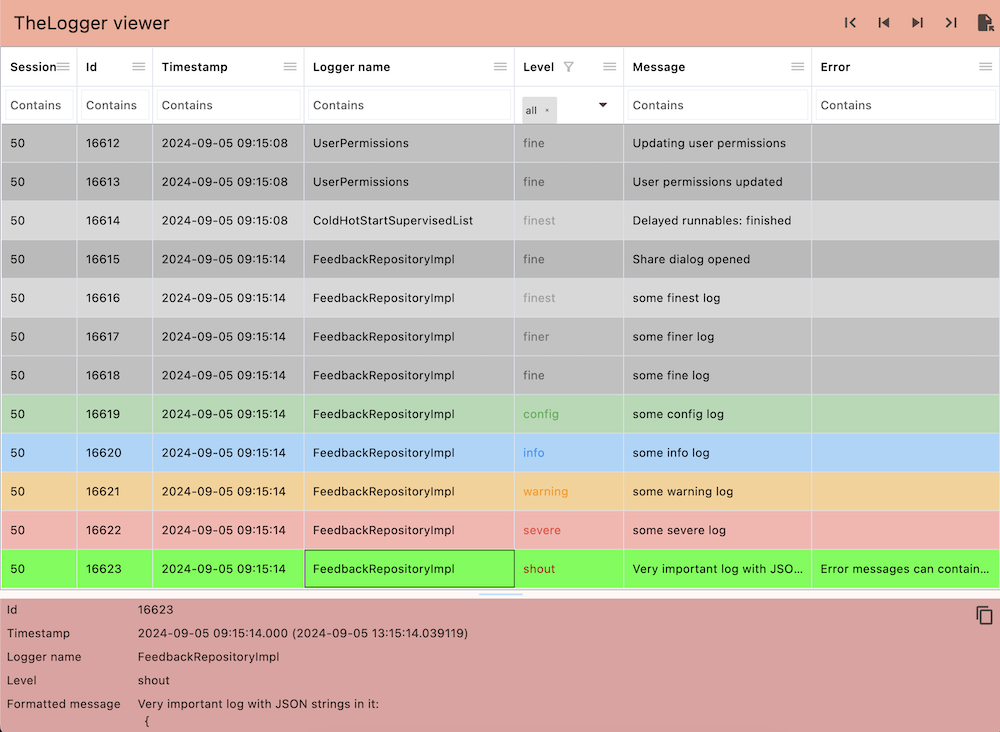 TheLogger viewer
Session Id Timestamp Logger name Level Message Error
Contains Contains Contains Contains all × Contains Contains
50 16612 2024-09-05 09:15:08 UserPermissions fine Updating user permissions
50 16613 2024-09-05 09:15:08 UserPermissions fine User permissions updated
50 16614 2024-09-05 09:15:08 ColdHotStartSupervisedList finest Delayed runnables: finished
50 16615 2024-09-05 09:15:14 FeedbackRepositoryImpl fine Share dialog opened
50 16616 2024-09-05 09:15:14 FeedbackRepositoryImpl finest some finest log
50 16617 2024-09-05 09:15:14 FeedbackRepositoryImpl finer some finer log
50 16618 2024-09-05 09:15:14 FeedbackRepositoryImpl fine some fine log
50 16619 2024-09-05 09:15:14 FeedbackRepositoryImpl config some config log
50 16620 2024-09-05 09:15:14 FeedbackRepositoryImpl info some info log
50 16621 2024-09-05 09:15:14 FeedbackRepositoryImpl warning some warning log
50 16622 2024-09-05 09:15:14 FeedbackRepositoryImpl severe some severe log
50 16623 2024-09-05 09:15:14 FeedbackRepositoryImpl shout Very important log with JSO... Error messages can contain...
Id 16623
Timestamp 2024-09-05 09:15:14.000 (2024-09-05 13:15:14.039119)
Logger name FeedbackRepositoryImpl
Level shout
Formatted message Very important log with JSON strings in it:
{